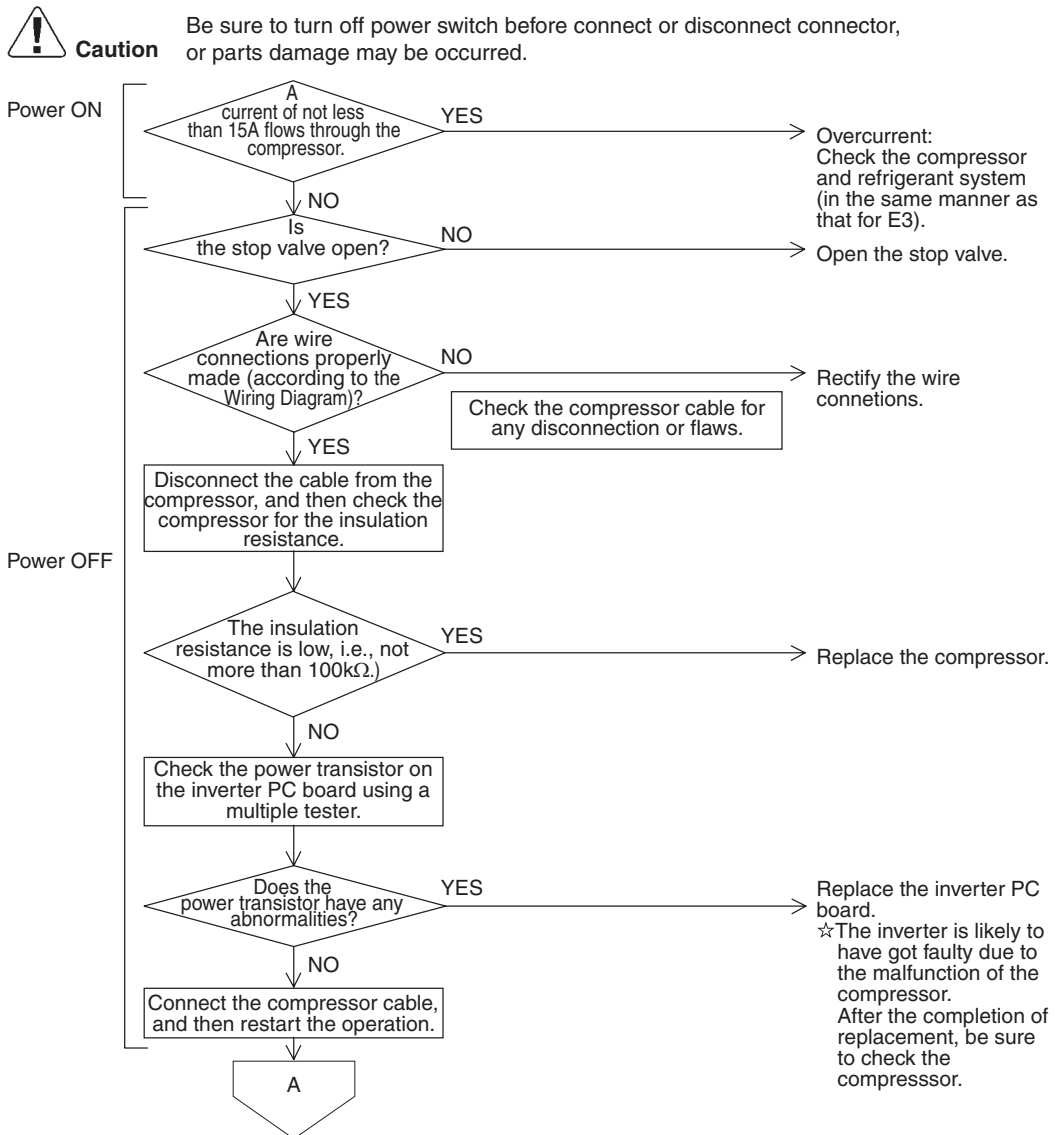 Caution
Be sure to turn off power switch before connect or disconnect connector,
or parts damage may be occurred.
Power ON
A
current of not less
than 15A flows through the
compressor.
YES
Overcurrent:
Check the compressor
and refrigerant system
(in the same manner as
that for E3).
NO
Is
the stop valve open?
NO
Open the stop valve.
YES
Are wire
connections properly
made (according to the
Wiring Diagram)?
NO
Rectify the wire
connetions.
Check the compressor cable for
any disconnection or flaws.
YES
Disconnect the cable from the
compressor, and then check the
compressor for the insulation
resistance.
Power OFF
The insulation
resistance is low, i.e., not
more than 100kΩ.)
YES
Replace the compressor.
NO
Check the power transistor on
the inverter PC board using a
multiple tester.
Does the
power transistor have any
abnormalities?
YES
Replace the inverter PC
board.
☆The inverter is likely to
have got faulty due to
the malfunction of the
compressor.
After the completion of
replacement, be sure
to check the
compresssor.
NO
Connect the compressor cable,
and then restart the operation.
A